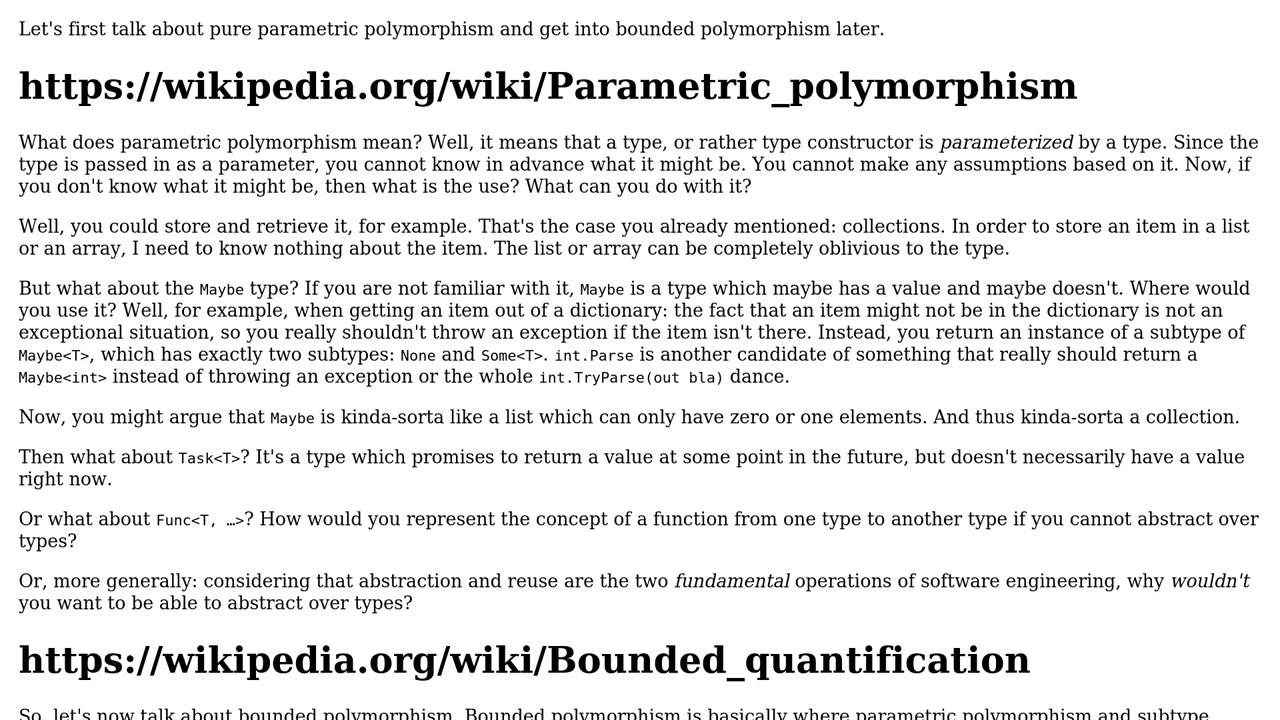 Let's first talk about pure parametric polymorphism and get into bounded polymorphism later.
https://wikipedia.org/wiki/Parametric_polymorphism
What does parametric polymorphism mean? Well, it means that a type, or rather type constructor is parameterized by a type. Since the
type is passed in as a parameter, you cannot know in advance what it might be. You cannot make any assumptions based on it. Now, if
you don't know what it might be, then what is the use? What can you do with it?
Well, you could store and retrieve it, for example. That's the case you already mentioned: collections. In order to store an item in a list
or an array, I need to know nothing about the item. The list or array can be completely oblivious to the type.
But what about the Maybe type? If you are not familiar with it, Maybe is a type which maybe has a value and maybe doesn't. Where would
you use it? Well, for example, when getting an item out of a dictionary: the fact that an item might not be in the dictionary is not an
exceptional situation, so you really shouldn't throw an exception if the item isn't there. Instead, you return an instance of a subtype of
Maybe<T>, which has exactly two subtypes: None and Some<T>. int.Parse is another candidate of something that really should return a
Maybe<int> instead of throwing an exception or the whole int.TryParse(out bla) dance.
Now, you might argue that Maybe is kinda-sorta like a list which can only have zero or one elements. And thus kinda-sorta a collection.
Then what about Task<T>? It's a type which promises to return a value at some point in the future, but doesn't necessarily have a value
right now.
Or what about Func<T, …>? How would you represent the concept of a function from one type to another type if you cannot abstract over
types?
Or, more generally: considering that abstraction and reuse are the two fundamental operations of software engineering, why wouldn't
you want to be able to abstract over types?
https://wikipedia.org/wiki/Bounded_quantification
So, let's now talk about bounded polymorphism. Bounded polymorphism is basically where parametric polymorphism and subtype